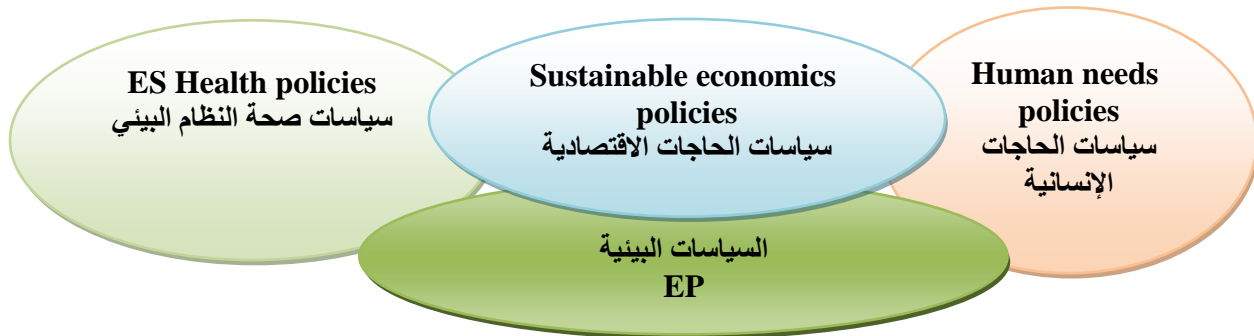 ES Health policies
سياسات صحة النظام البيئي
Sustainable economics
policies
سياسات الحاجات الاقتصادية
Human needs
policies
سياسات الحاجات
الإنسانية
السياسات البيئية
EP